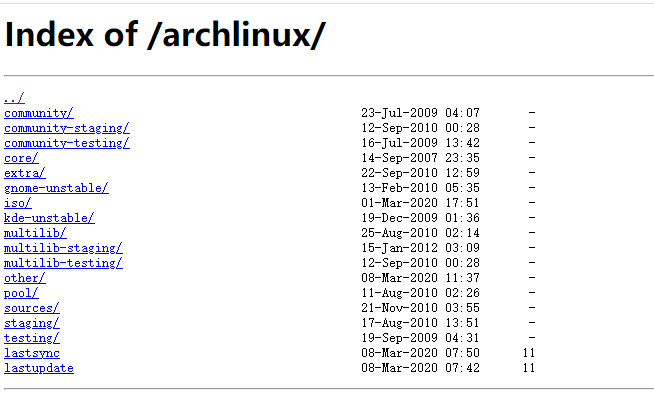 Index of /archlinux/
../
community/ 23-Jul-2009 04:07 -
community-staging/ 12-Sep-2010 00:28 -
community-testing/ 16-Jul-2009 13:42 -
core/ 14-Sep-2007 23:35 -
extra/ 22-Sep-2010 12:59 -
gnome-unstable/ 13-Feb-2010 05:35 -
iso/ 01-Mar-2020 17:51 -
kde-unstable/ 19-Dec-2009 01:36 -
multilib/ 25-Aug-2010 02:14 -
multilib-staging/ 15-Jan-2012 03:09 -
multilib-testing/ 12-Sep-2010 00:28 -
other/ 08-Mar-2020 11:37 -
pool/ 11-Aug-2010 02:26 -
sources/ 21-Nov-2010 03:55 -
staging/ 17-Aug-2010 13:51 -
testing/ 19-Sep-2009 04:31 -
lastsync 08-Mar-2020 07:50 11
lastupdate 08-Mar-2020 07:42 11